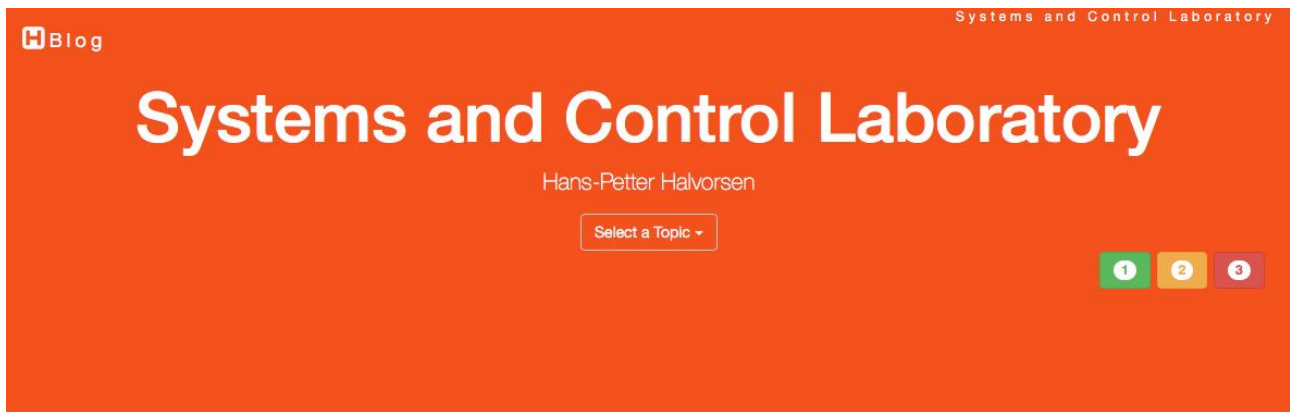 Systems and Control Laboratory
H Blog
Systems and Control Laboratory
Hans-Petter Halvorsen
Select a Topic
1 2 3